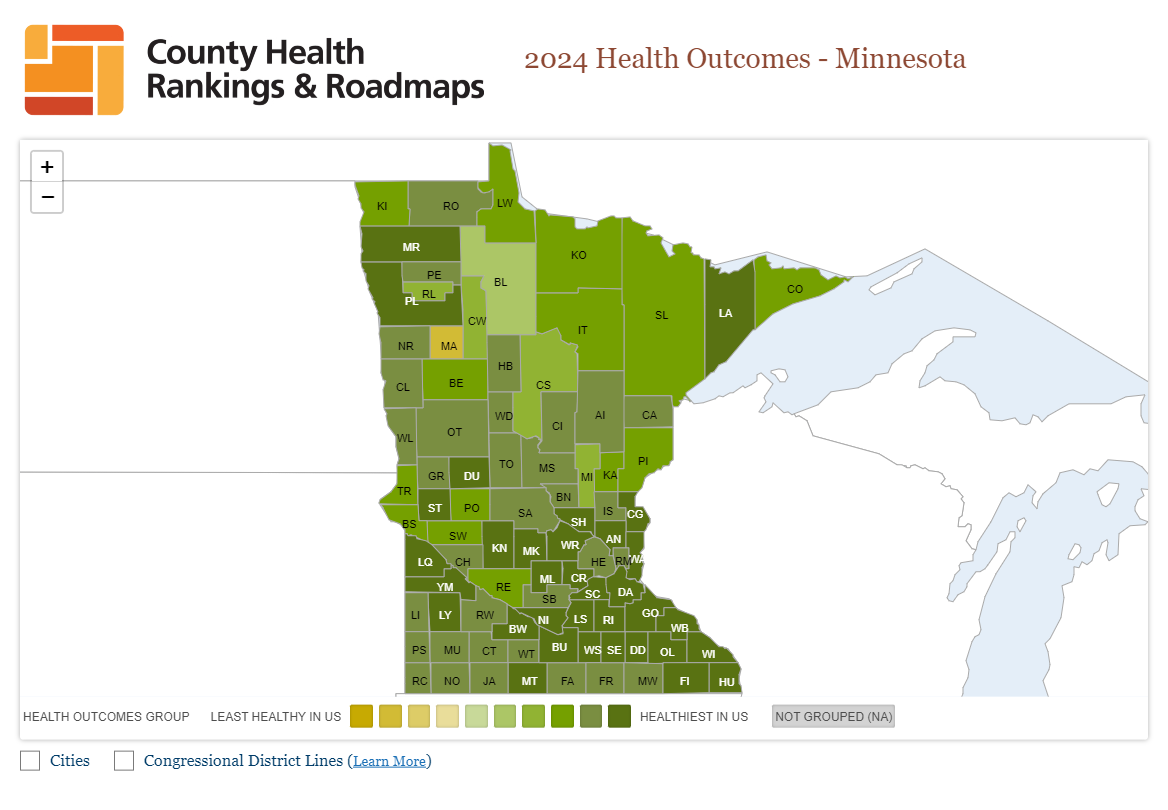 County Health
Rankings & Roadmaps
2024 Health Outcomes - Minnesota
+
−
KI
RO
LW
MR
KO
PE
BL
RL
PL
CO
LA
SL
CW
IT
NR
MA
HB
CL
BE
CS
WD
AI
CA
CI
WL
OT
TO
MS
PI
GR
DU
MI
KA
TR
BN
ST
PO
SA
IS
CG
BS
SH
SW
KN
MK
WR
AN
LQ
CH
HE
RM
WA
YM
RE
ML
CR
SB
SC
DA
LI
LY
RW
NI
LS
RI
GO
BW
WB
PS
MU
CT
WT
BU
WS
SE
DD
OL
WI
RC
NO
JA
MT
FA
FR
MW
FI
HU
HEALTH OUTCOMES GROUP LEAST HEALTHY IN US HEALTHIEST IN US NOT GROUPED (NA)
Cities Congressional District Lines (Learn More)